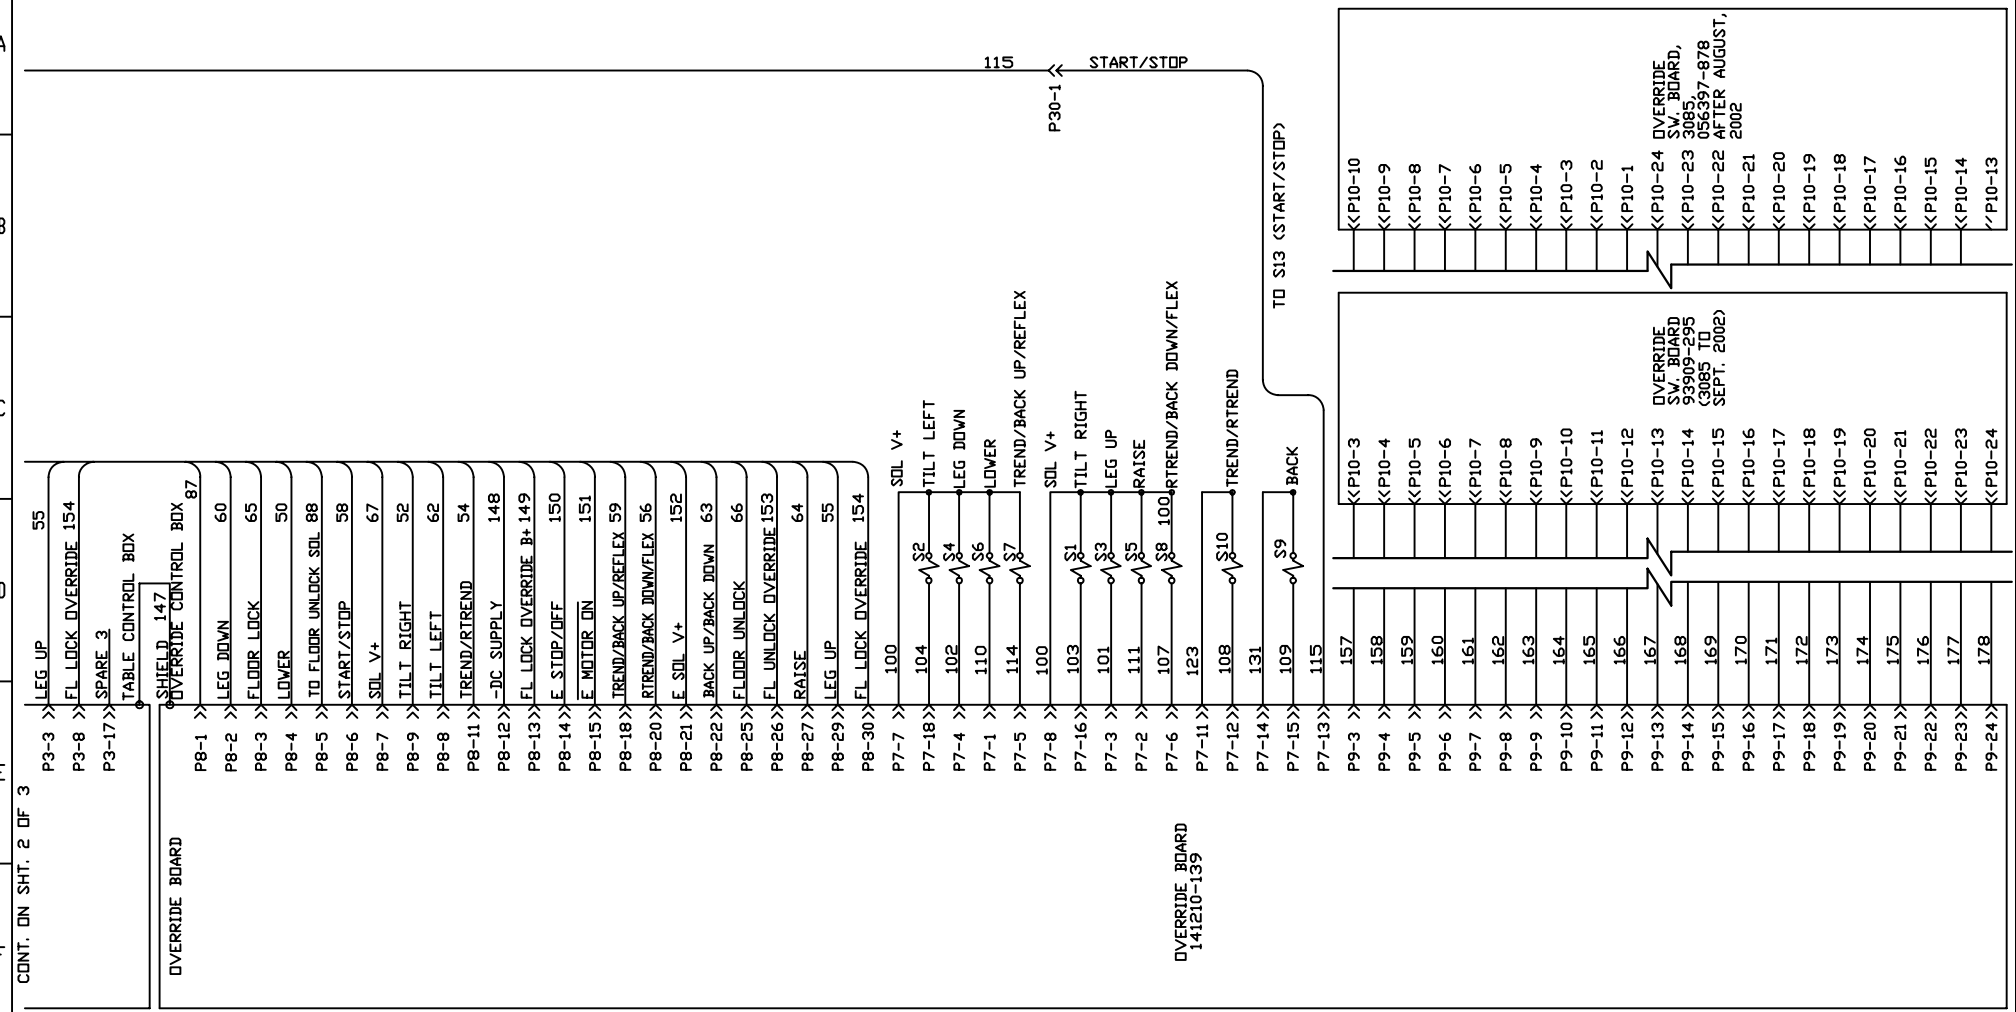 CONT. ON SHT. 2 OF 3
P3-3
LEG UP
55
P3-8
FL LOCK OVERRIDE 154
P3-17
SPARE 3
TABLE CONTROL BOX
SHIELD 147
OVERRIDE CONTROL BOX
OVERRIDE BOARD
P8-1
87
P8-2
LEG DOWN
60
P8-3
FLOOR LOCK
65
P8-4
LOWER
50
P8-5
TO FLOOR UNLOCK SOL 88
P8-6
START/STOP
58
P8-7
SOL V+
67
P8-9
TILT RIGHT
52
P8-8
TILT LEFT
62
P8-11
TREND/RTREND
54
P8-12
-DC SUPPLY
148
P8-13
FL LOCK OVERRIDE B+ 149
P8-14
E STOP/OFF
150
P8-15
E MOTOR ON
151
P8-18
TREND/BACK UP/REFLEX 59
P8-20
RTREND/BACK DOWN/FLEX 56
P8-21
E SOL V+
152
P8-22
BACK UP/BACK DOWN
63
P8-25
FLOOR UNLOCK
66
P8-26
FL UNLOCK OVERRIDE 153
P8-27
RAISE
64
P8-29
LEG UP
55
P8-30
FL LOCK OVERRIDE
154
P7-7
100
SOL V+
P7-18
104
S2
TILT LEFT
P7-4
102
S4
LEG DOWN
P7-1
110
S6
LOWER
P7-5
114
S7
TREND/BACK UP/REFLEX
P7-8
100
SOL V+
P7-16
103
S1
TILT RIGHT
P7-3
101
S3
LEG UP
P7-2
111
S5
RAISE
P7-6
107
S8
100
RTREND/BACK DOWN/FLEX
P7-11
123
P7-12
108
S10
TREND/RTREND
P7-14
131
P7-15
109
S9
BACK
P7-13
115
115
P30-1
START/STOP
TO S13 (START/STOP)
OVERRIDE BOARD
141210-139
P9-3
157
P10-3
P10-10
P9-4
158
P10-4
P10-9
P9-5
159
P10-5
P10-8
P9-6
160
P10-6
P10-7
P9-7
161
P10-7
P10-6
P9-8
162
P10-8
P10-5
P9-9
163
P10-9
P10-4
P9-10
164
P10-10
P10-3
P9-11
165
P10-11
P10-2
P9-12
166
P10-12
P10-1
P9-13
167
P10-13
P10-24
P9-14
168
P10-14
P10-23
P9-15
169
P10-15
P10-22
P9-16
170
P10-16
P10-21
P9-17
171
P10-17
P10-20
P9-18
172
P10-18
P10-19
P9-19
173
P10-19
P10-18
P9-20
174
P10-20
P10-17
P9-21
175
P10-21
P10-16
P9-22
176
P10-22
P10-15
P9-23
177
P10-23
P10-14
P9-24
178
P10-24
P10-13
OVERRIDE
SW. BOARD
93909-295
(3085 TO
SEPT. 2002)
OVERRIDE
SW. BOARD,
3085,
056397-878
AFTER AUGUST,
2002